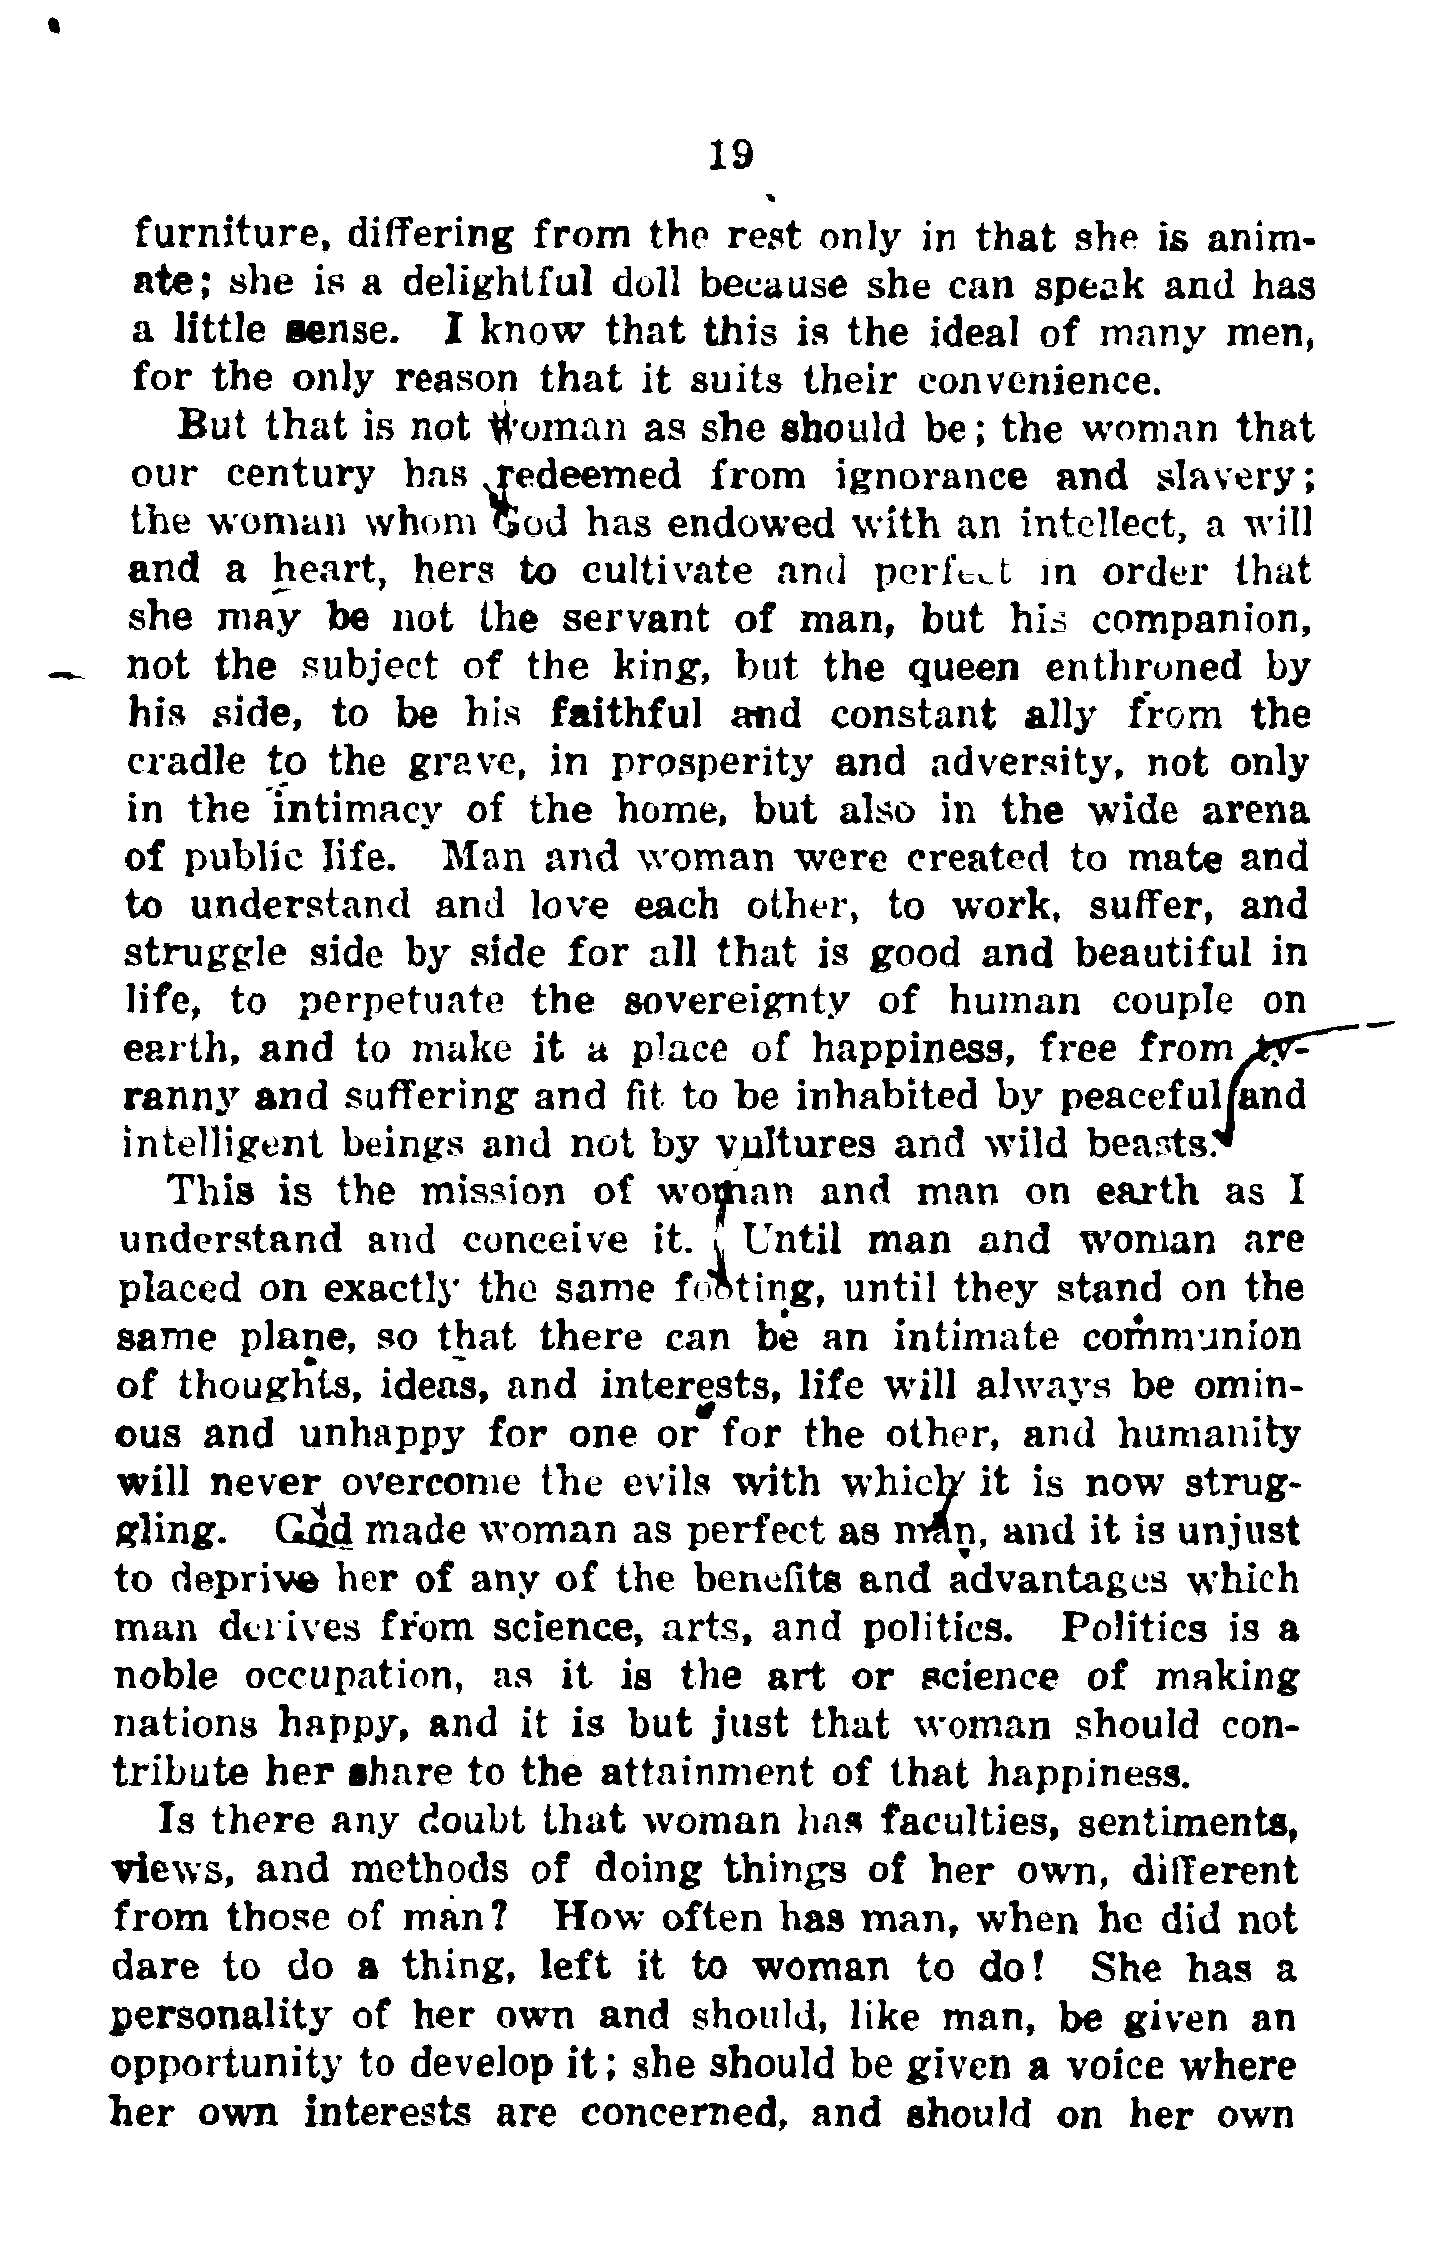 19
furniture, differing from the rest only in that she is anim-
ate; she is a delightful doll because she can speak and has
a little sense. I know that this is the ideal of many men,
for the only reason that it suits their convenience.
But that is not woman as she should be; the woman that
our century has redeemed from ignorance and slavery;
the woman whom God has endowed with an intellect, a will
and a heart, hers to cultivate and perfect in order that
she may be not the servant of man, but his companion,
not the subject of the king, but the queen enthroned by
his side, to be his faithful and constant ally from the
cradle to the grave, in prosperity and adversity, not only
in the intimacy of the home, but also in the wide arena
of public life. Man and woman were created to mate and
to understand and love each other, to work, suffer, and
struggle side by side for all that is good and beautiful in
life, to perpetuate the sovereignty of human couple on
earth, and to make it a place of happiness, free from ty-
ranny and suffering and fit to be inhabited by peaceful and
intelligent beings and not by vultures and wild beasts.
This is the mission of woman and man on earth as I
understand and conceive it. Until man and woman are
placed on exactly the same footing, until they stand on the
same plane, so that there can be an intimate communion
of thoughts, ideas, and interests, life will always be omin-
ous and unhappy for one or for the other, and humanity
will never overcome the evils with which it is now strug-
gling. God made woman as perfect as man, and it is unjust
to deprive her of any of the benefits and advantages which
man derives from science, arts, and politics. Politics is a
noble occupation, as it is the art or science of making
nations happy, and it is but just that woman should con-
tribute her share to the attainment of that happiness.
Is there any doubt that woman has faculties, sentiments,
views, and methods of doing things of her own, different
from those of man? How often has man, when he did not
dare to do a thing, left it to woman to do! She has a
personality of her own and should, like man, be given an
opportunity to develop it; she should be given a voice where
her own interests are concerned, and should on her own